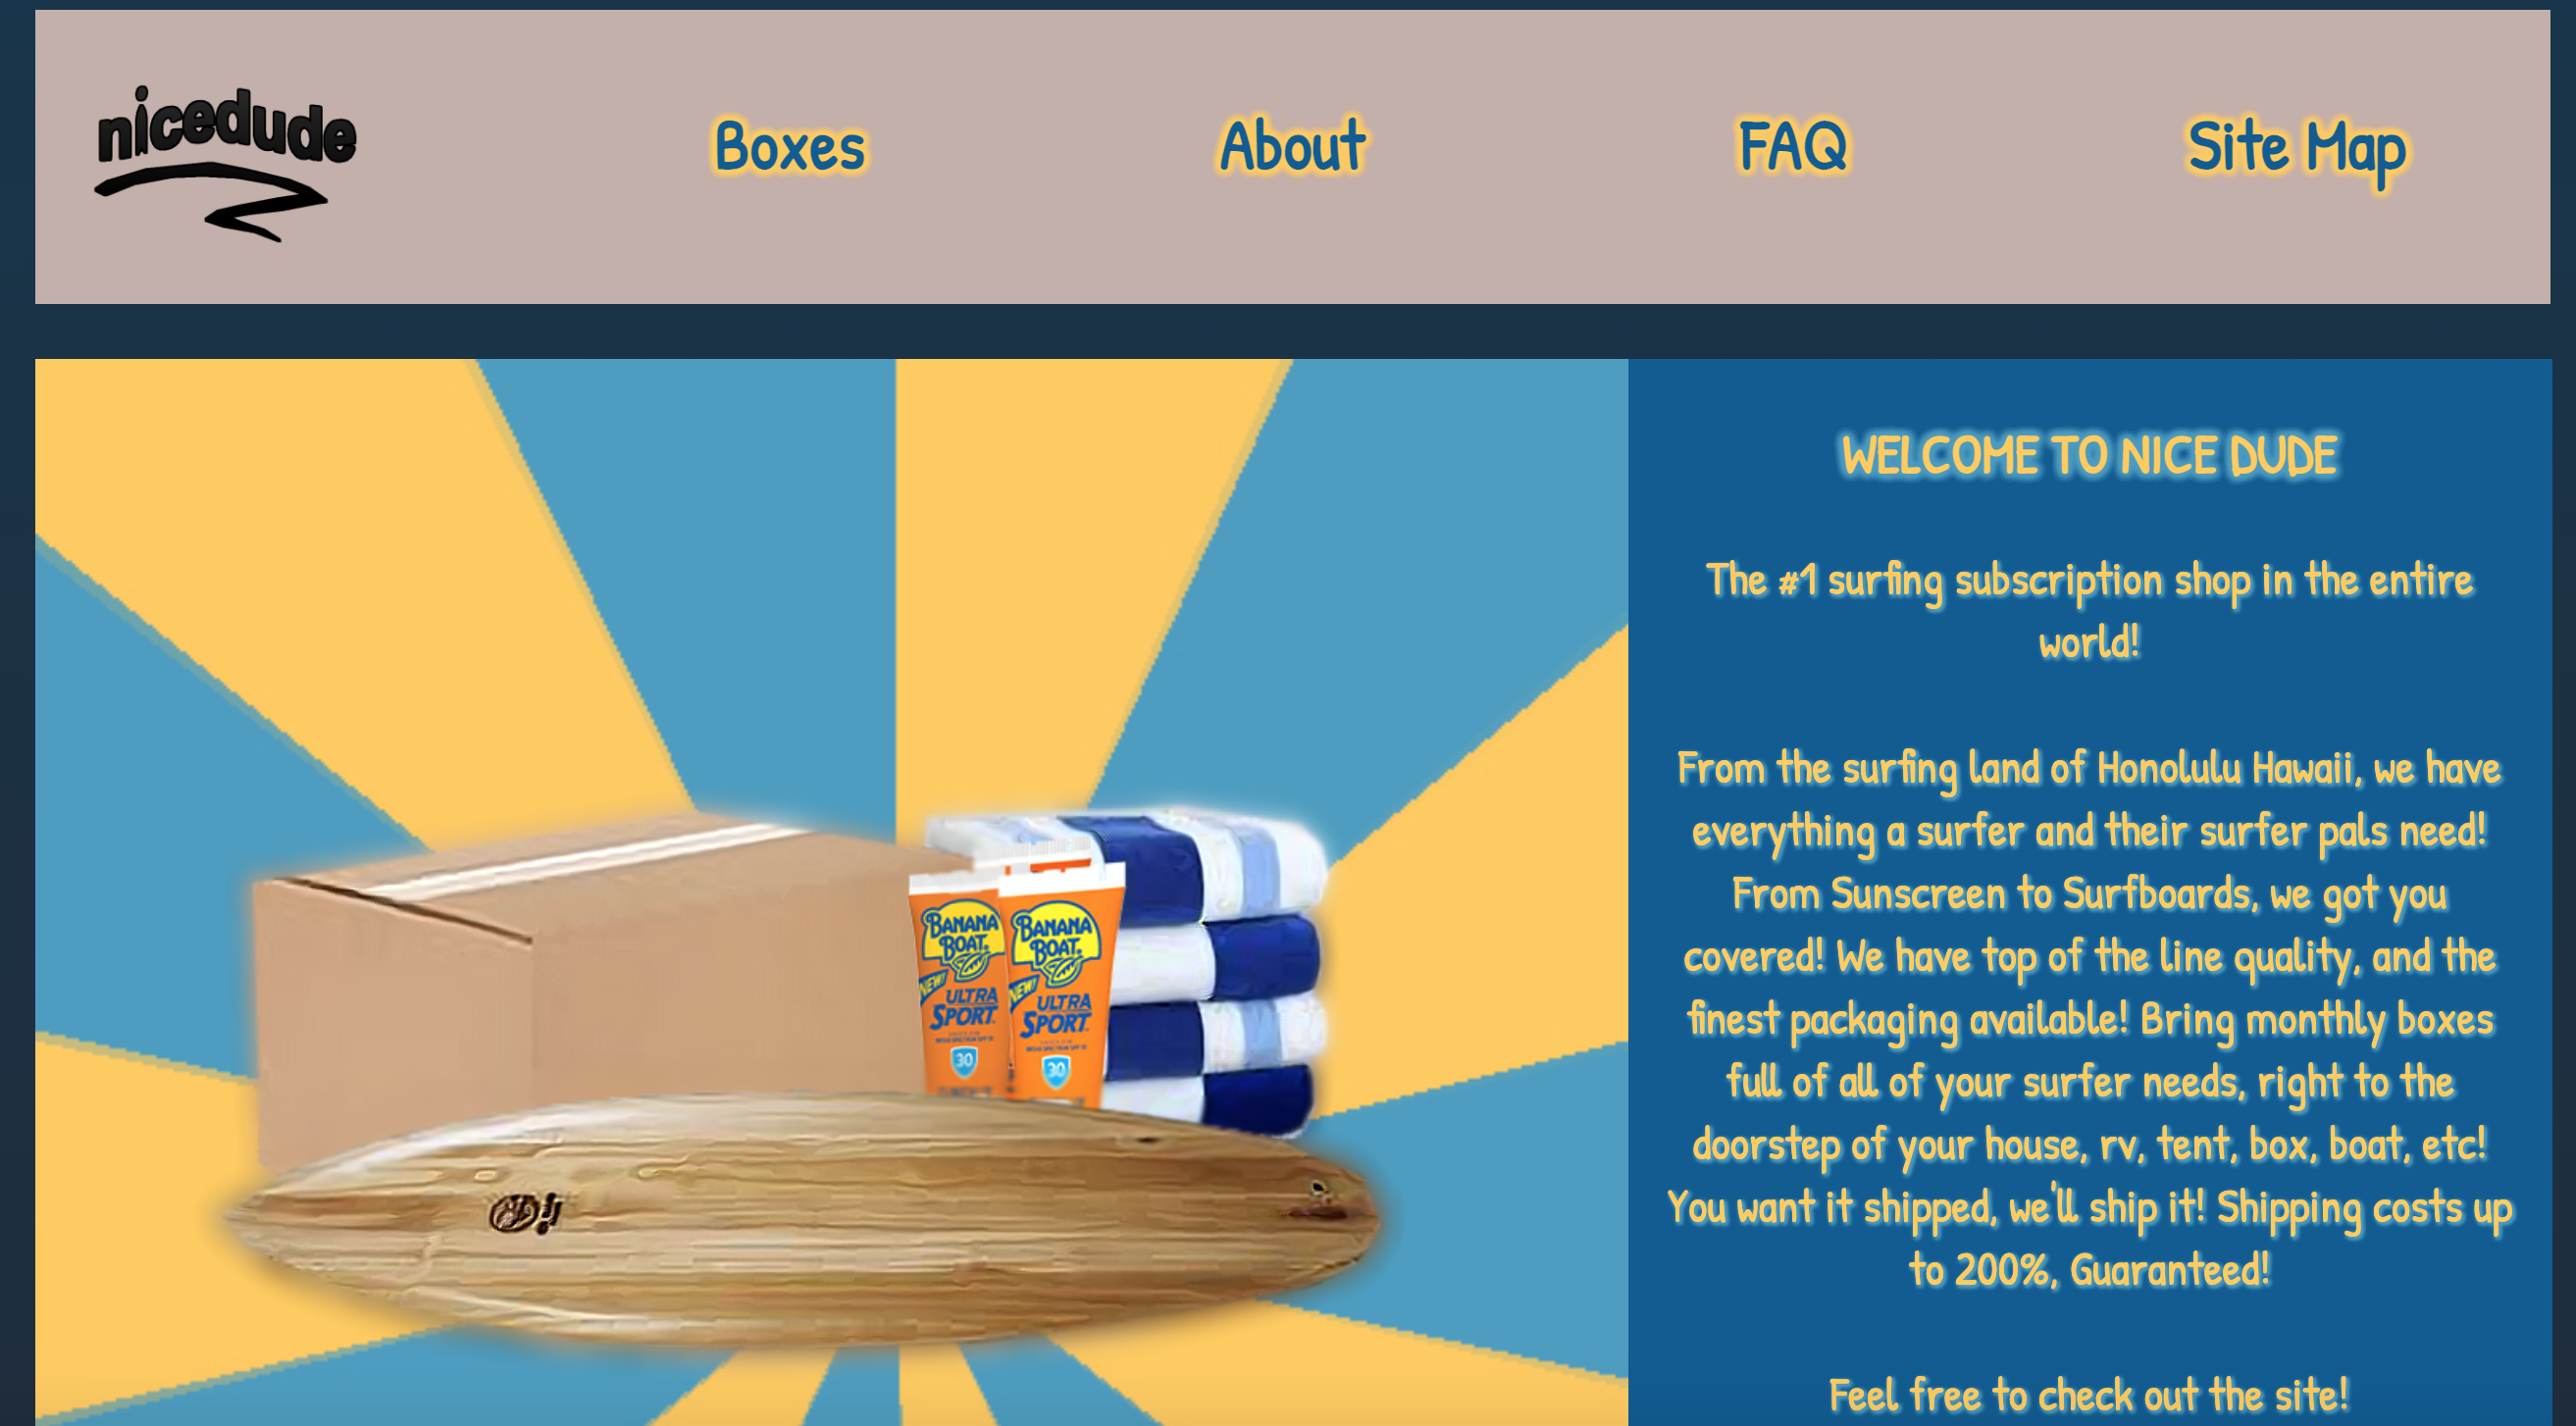 nicedude
Boxes
About
FAQ
Site Map
WELCOME TO NICE DUDE
The #1 surfing subscription shop in the entire
world!
From the surfing land of Honolulu Hawaii, we have
everything a surfer and their surfer pals need!
From Sunscreen to Surfboards, we got you
covered! We have top of the line quality, and the
finest packaging available! Bring monthly boxes
full of all of your surfer needs, right to the
doorstep of your house, rv, tent, box, boat, etc!
You want it shipped, we'll ship it! Shipping costs up
to 200%, Guaranteed!
Feel free to check out the site!
BANANA
BOAT.
NEW!
ULTRA
SPORT
30
BANANA
BOAT.
NEW!
ULTRA
SPORT
30